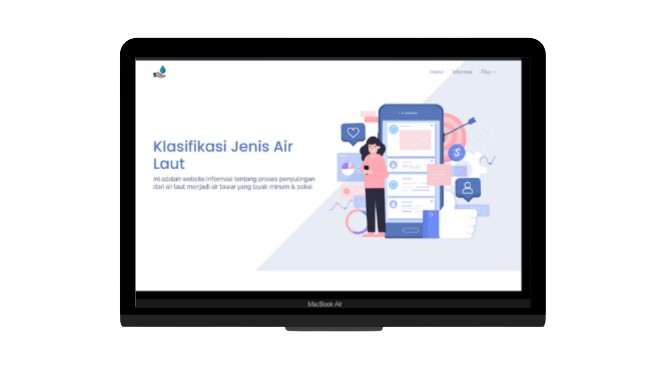 Home Informasi Fitur
Klasifikasi Jenis Air
Laut
Ini adalah website informasi tentang proses penyulingan
dari air laut menjadi air tawar yang layak minum & pakai
MacBook Air